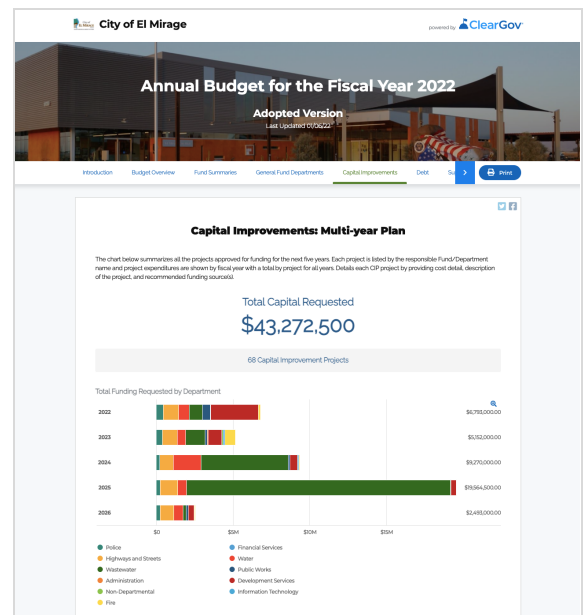 City of El Mirage
powered by ClearGov
Annual Budget for the Fiscal Year 2022
Adopted Version
Last Updated 01/06/22
Introduction Budget Overview Fund Summaries General Fund Departments Capital Improvements Debt Su > Print
Capital Improvements: Multi-year Plan
The chart below summarizes all the projects approved for funding for the next five years. Each project is listed by the responsible Fund/Department
name and project expenditures are shown by fiscal year with a total by project for all years. Details each CIP project by providing cost detail, description
of the project, and recommended funding source(s).
Total Capital Requested
$43,272,500
68 Capital Improvement Projects
Total Funding Requested by Department
2022 $6,793,000.00
2023 $5,152,000.00
2024 $9,270,000.00
2025 $19,564,500.00
2026 $2,493,000.00
$0 $5M $10M $15M
Police Financial Services
Highways and Streets Water
Wastewater Public Works
Administration Development Services
Non-Departmental Information Technology
Fire